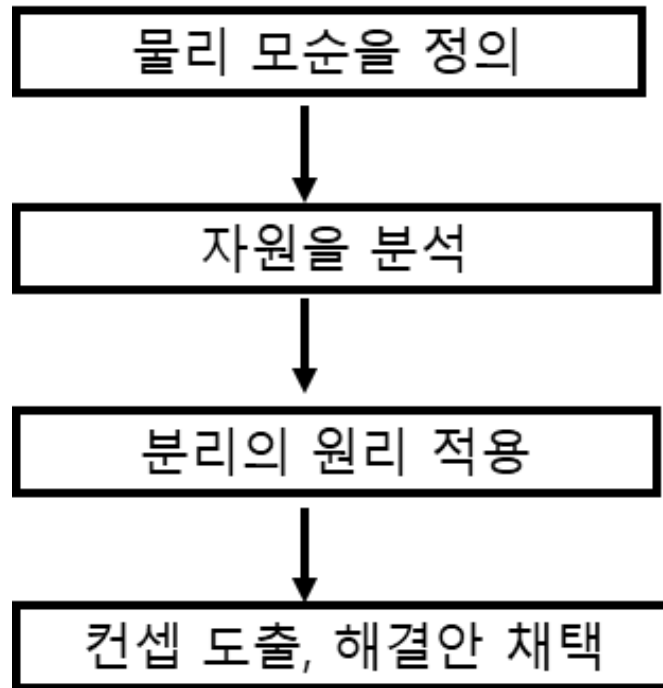 물리 모순을 정의
자원을 분석
분리의 원리 적용
컨셉 도출, 해결안 채택